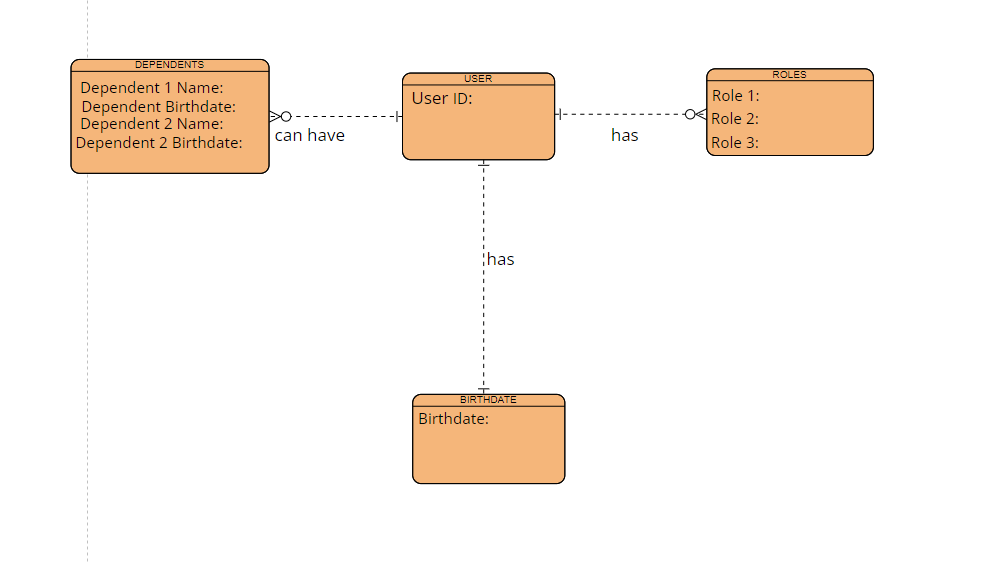 DEPENDENTS
Dependent 1 Name:
Dependent Birthdate:
Dependent 2 Name:
Dependent 2 Birthdate:
can have
USER
User ID:
has
ROLES
Role 1:
Role 2:
Role 3:
has
BIRTHDATE
Birthdate: